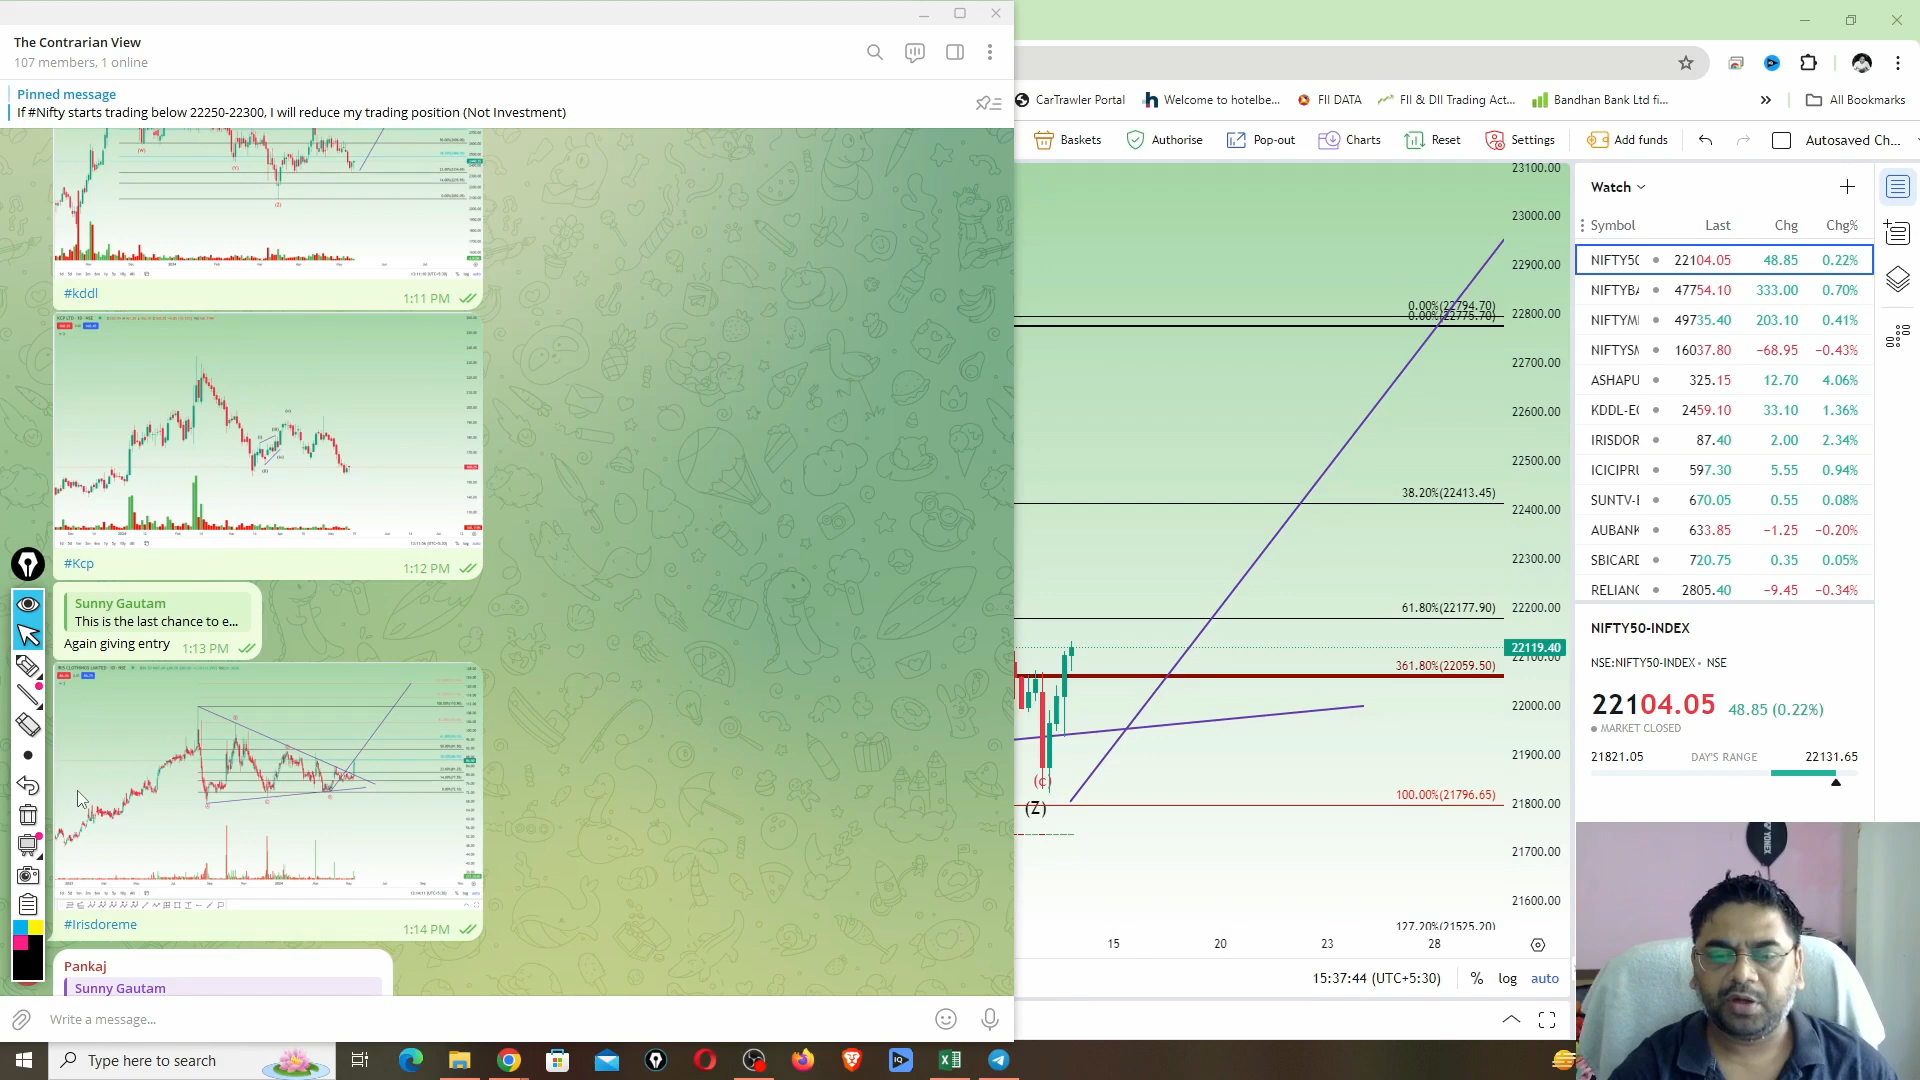 The Contrarian View
107 members, 1 online
Pinned message
If #Nifty starts trading below 22250-22300, I will reduce my trading position (Not Investment)
#kddl
1:11 PM
#Kcp
1:12 PM
Sunny Gautam
This is the last chance to e...
Again giving entry
1:13 PM
#Irisdoreme
1:14 PM
Pankaj
Sunny Gautam
Write a message...
Type here to search
CarTrawler Portal
Welcome to hotelbe...
FII DATA
FII & DII Trading Act...
Bandhan Bank Ltd fi...
All Bookmarks
Baskets
Authorise
Pop-out
Charts
Reset
Settings
Add funds
Autosaved Ch...
23100.00
23000.00
22900.00
22800.00
22700.00
22600.00
22500.00
22400.00
22300.00
22200.00
22119.40
22100.00
22000.00
21900.00
21800.00
21700.00
21600.00
0.00%(22794.70)
0.00%(22775.70)
38.20%(22413.45)
61.80%(22177.90)
361.80%(22059.50)
100.00%(21796.65)
127.20%(21525.20)
(c)
(Z)
15 20 23 28
15:37:44 (UTC+5:30)
% log auto
Watch
Symbol Last Chg Chg%
NIFTY50 22104.05 48.85 0.22%
NIFTYBA 47754.10 333.00 0.70%
NIFTYMI 49735.40 203.10 0.41%
NIFTYSM 16037.80 −68.95 −0.43%
ASHAPU 325.15 12.70 4.06%
KDDL-EQ 2459.10 33.10 1.36%
IRISDOR 87.40 2.00 2.34%
ICICIPRU 597.30 5.55 0.94%
SUNTV-E 670.05 0.55 0.08%
AUBANK 633.85 −1.25 −0.20%
SBICARD 720.75 0.35 0.05%
RELIANC 2805.40 −9.45 −0.34%
NIFTY50-INDEX
NSE:NIFTY50-INDEX • NSE
22104.05 48.85 (0.22%)
MARKET CLOSED
21821.05 DAY'S RANGE 22131.65
YONEX